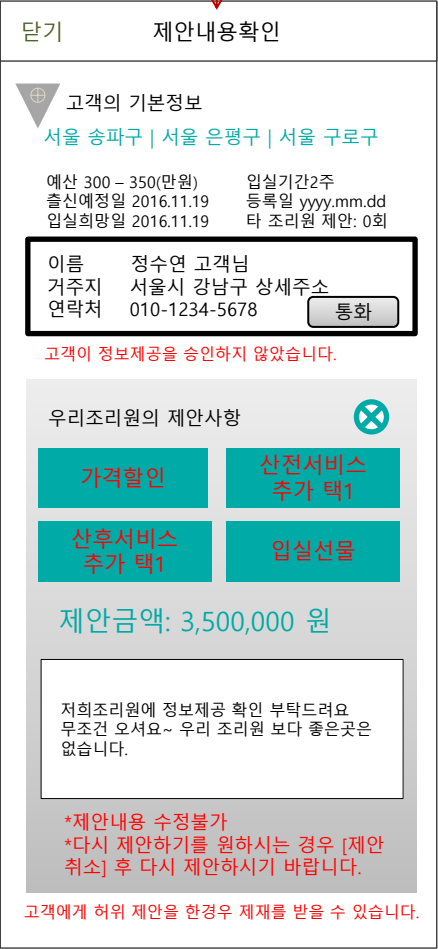 닫기 제안내용확인
고객의 기본정보
서울 송파구 | 서울 은평구 | 서울 구로구
예산 300 – 350(만원) 입실기간2주
출신예정일 2016.11.19 등록일 yyyy.mm.dd
입실희망일 2016.11.19 타 조리원 제안: 0회
이름 정수연 고객님
거주지 서울시 강남구 상세주소
연락처 010-1234-5678 통화
고객이 정보제공을 승인하지 않았습니다.
우리조리원의 제안사항
가격할인
산전서비스
추가 택1
산후서비스
추가 택1
입실선물
제안금액: 3,500,000 원
저희조리원에 정보제공 확인 부탁드려요
무조건 오셔요~ 우리 조리원 보다 좋은곳은
없습니다.
*제안내용 수정불가
*다시 제안하기를 원하시는 경우 [제안
취소] 후 다시 제안하시기 바랍니다.
고객에게 허위 제안을 한경우 제재를 받을 수 있습니다.